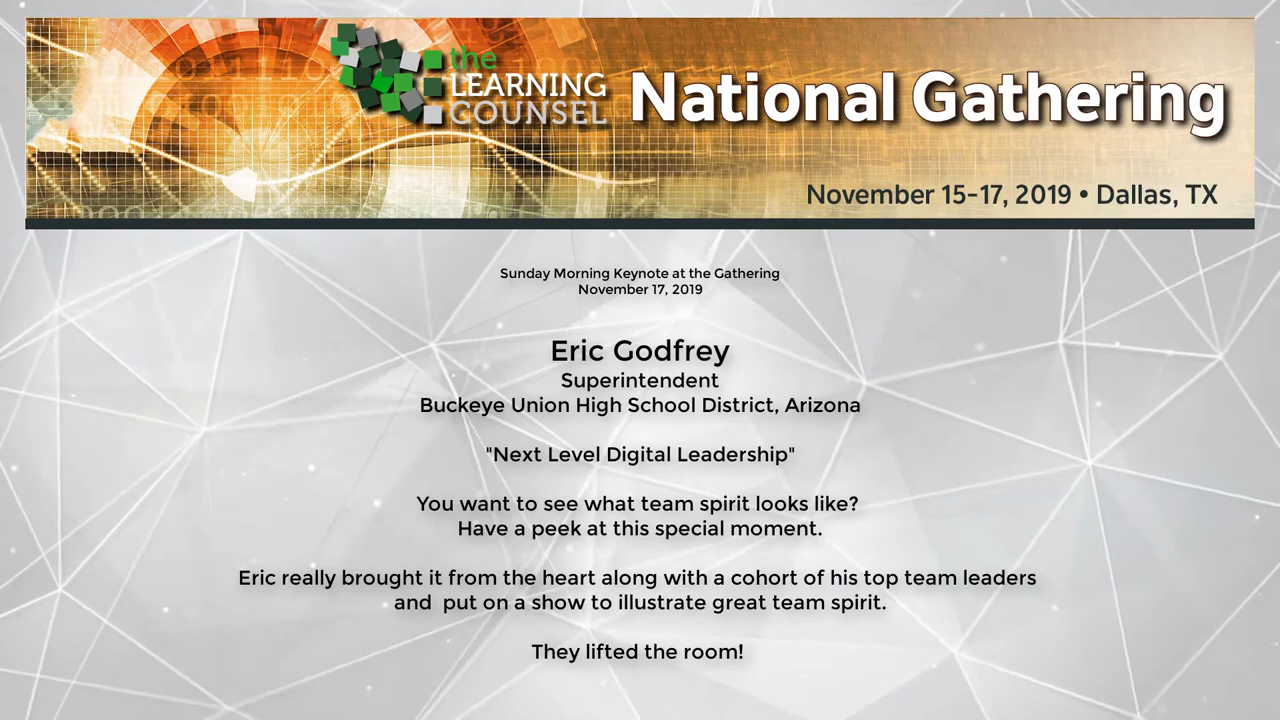 the
LEARNING
COUNSEL
National Gathering
November 15-17, 2019 • Dallas, TX
Sunday Morning Keynote at the Gathering
November 17, 2019
Eric Godfrey
Superintendent
Buckeye Union High School District, Arizona
"Next Level Digital Leadership"
You want to see what team spirit looks like?
Have a peek at this special moment.
Eric really brought it from the heart along with a cohort of his top team leaders
and  put on a show to illustrate great team spirit.
They lifted the room!